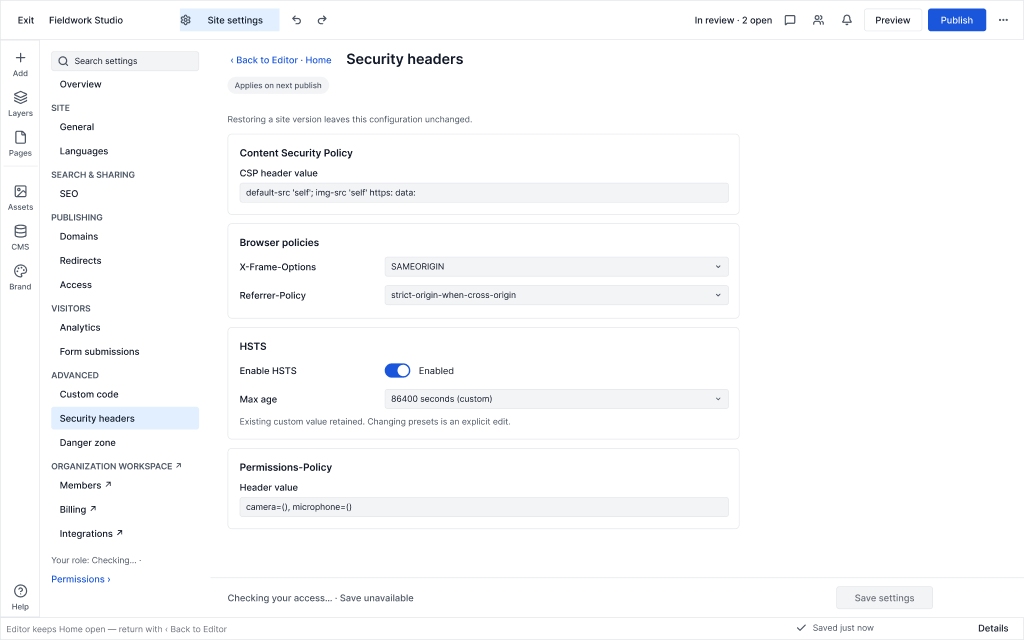 Exit
Fieldwork Studio
Site settings
In review · 2 open
Preview
Publish
Add
Layers
Pages
Assets
CMS
Brand
Help
Search settings
Overview
SITE
General
Languages
SEARCH & SHARING
SEO
PUBLISHING
Domains
Redirects
Access
VISITORS
Analytics
Form submissions
ADVANCED
Custom code
Security headers
Danger zone
ORGANIZATION WORKSPACE ↗
Members ↗
Billing ↗
Integrations ↗
Your role: Checking... ·
Permissions ›
‹ Back to Editor · Home
Security headers
Applies on next publish
Restoring a site version leaves this configuration unchanged.
Content Security Policy
CSP header value
default-src 'self'; img-src 'self' https: data:
Browser policies
X-Frame-Options
SAMEORIGIN
Referrer-Policy
strict-origin-when-cross-origin
HSTS
Enable HSTS
Enabled
Max age
86400 seconds (custom)
Existing custom value retained. Changing presets is an explicit edit.
Permissions-Policy
Header value
camera=(), microphone=()
Checking your access... · Save unavailable
Save settings
Editor keeps Home open — return with ‹ Back to Editor
Saved just now
Details